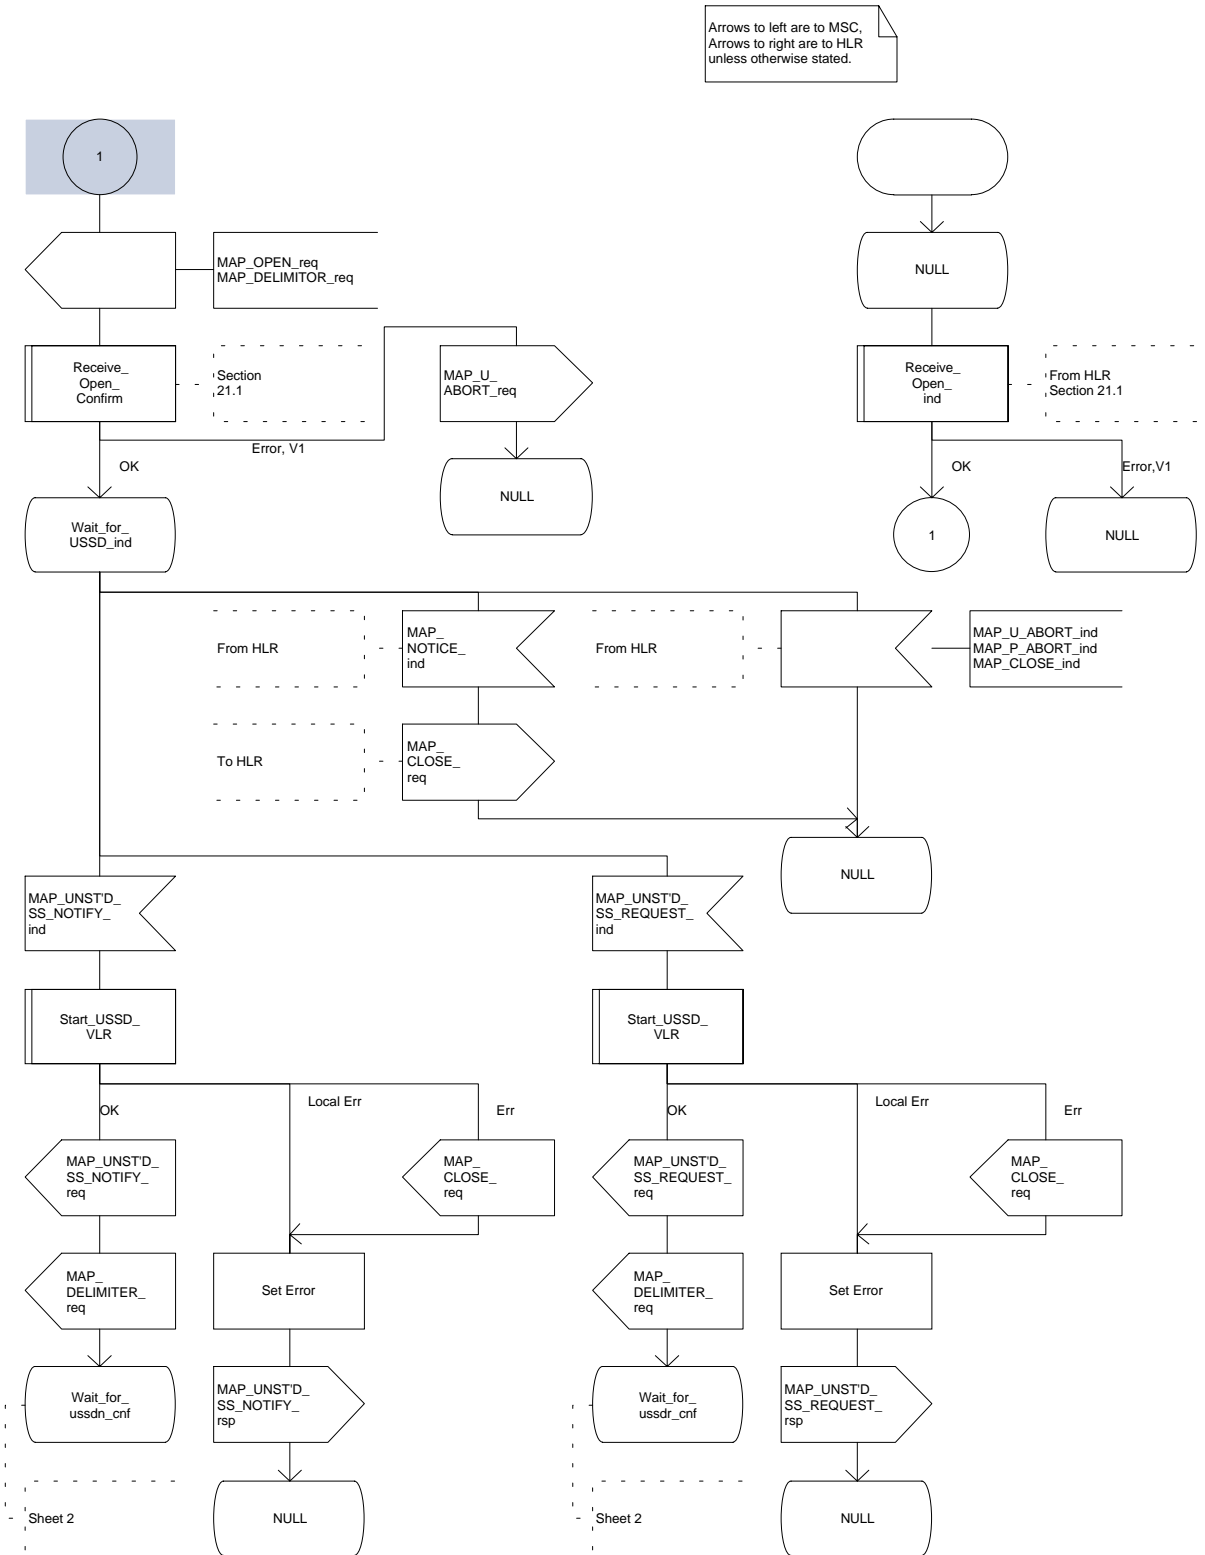 Arrows to left are to MSC,
Arrows to right are to HLR
unless otherwise stated.
1
MAP_OPEN_req
MAP_DELIMITOR_req
NULL
Receive_
Open_
Confirm
Section
21.1
MAP_U_
ABORT_req
Receive_
Open_
ind
From HLR
Section 21.1
Error, V1
OK
OK
Error,V1
NULL
Wait_for_
USSD_ind
1
NULL
From HLR
MAP_
NOTICE_
ind
From HLR
MAP_U_ABORT_ind
MAP_P_ABORT_ind
MAP_CLOSE_ind
To HLR
MAP_
CLOSE_
req
NULL
MAP_UNST'D_
SS_NOTIFY_
ind
MAP_UNST'D_
SS_REQUEST_
ind
Start_USSD_
VLR
Start_USSD_
VLR
OK
Local Err
Err
OK
Local Err
Err
MAP_UNST'D_
SS_NOTIFY_
req
MAP_
CLOSE_
req
MAP_UNST'D_
SS_REQUEST_
req
MAP_
CLOSE_
req
MAP_
DELIMITER_
req
Set Error
MAP_
DELIMITER_
req
Set Error
Wait_for_
ussdn_cnf
MAP_UNST'D_
SS_NOTIFY_
rsp
Wait_for_
ussdr_cnf
MAP_UNST'D_
SS_REQUEST_
rsp
Sheet 2
NULL
Sheet 2
NULL